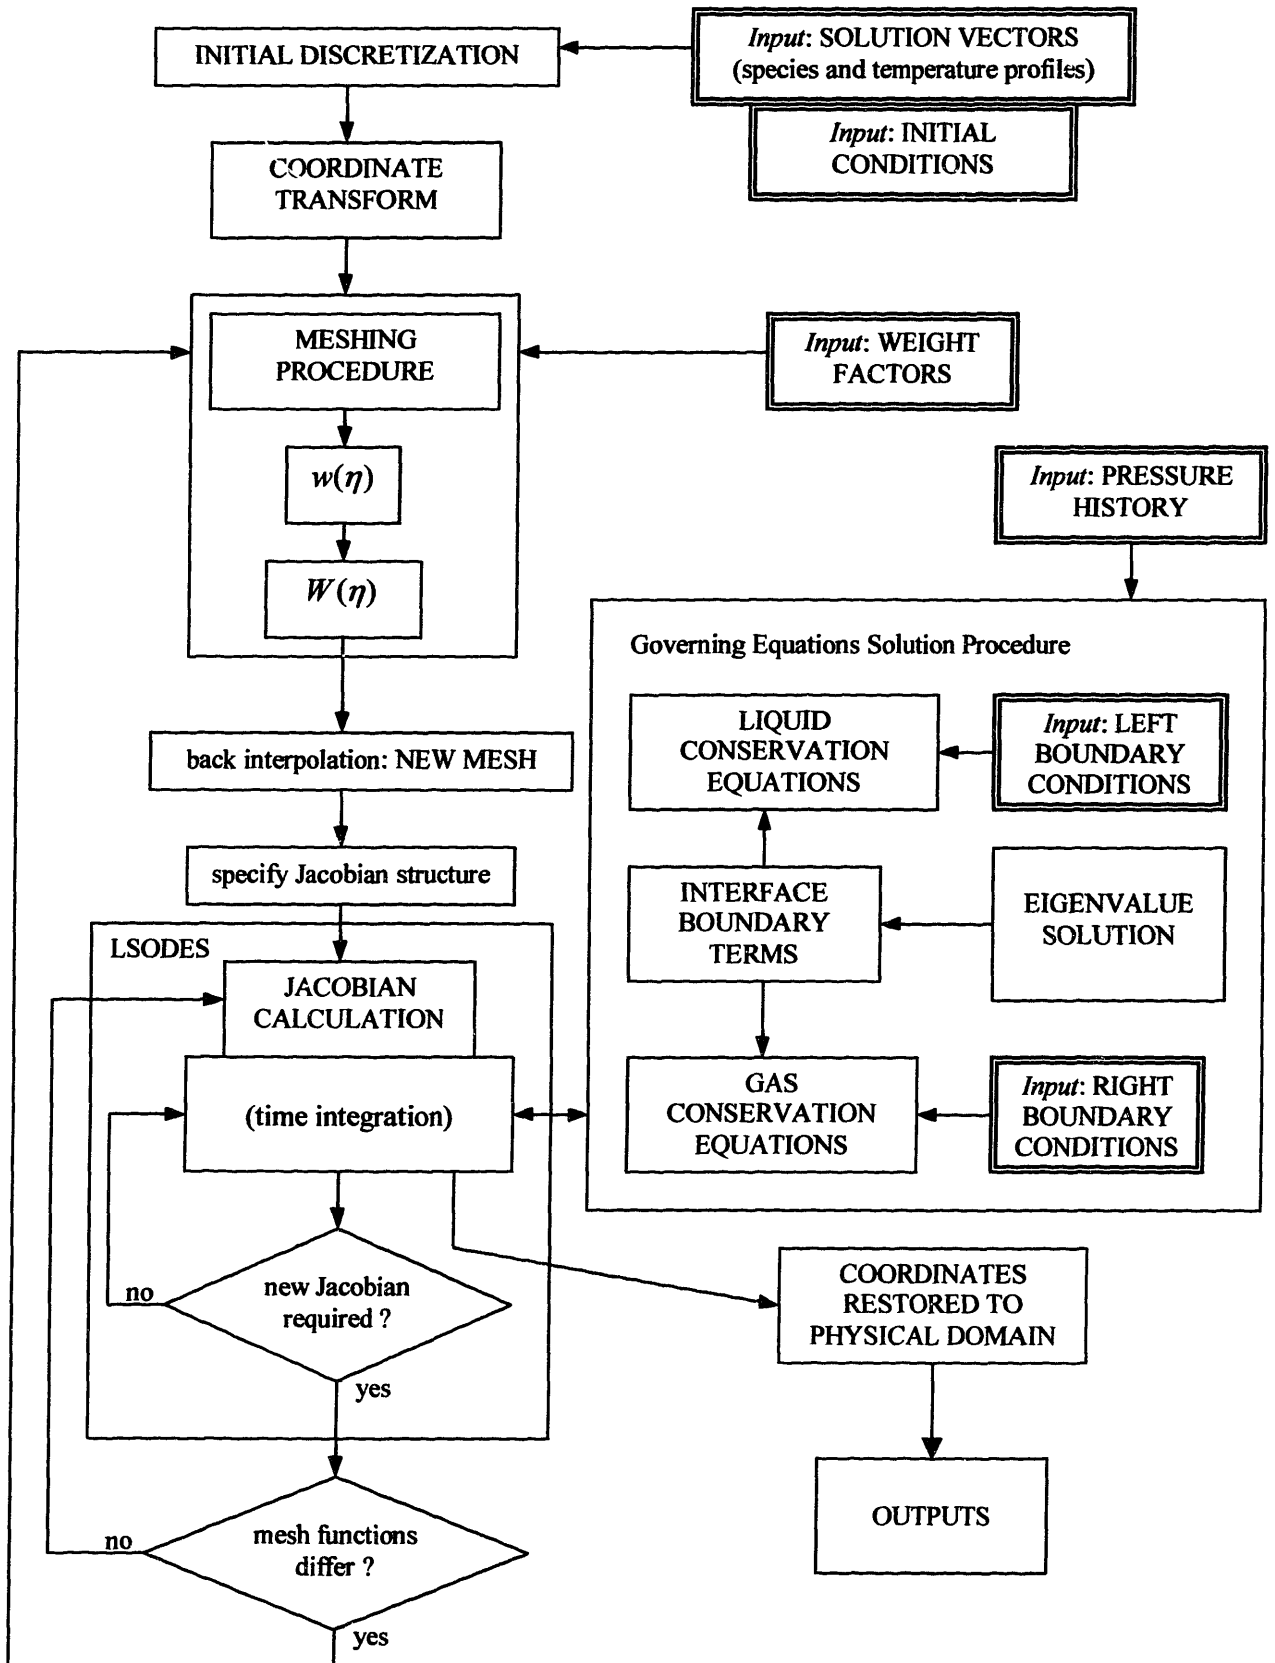 INITIAL DISCRETIZATION
Input: SOLUTION VECTORS
(species and temperature profiles)
Input: INITIAL
CONDITIONS
COORDINATE
TRANSFORM
MESHING
PROCEDURE
Input: WEIGHT
FACTORS
w(η)
W(η)
Input: PRESSURE
HISTORY
back interpolation: NEW MESH
specify Jacobian structure
LSODES
JACOBIAN
CALCULATION
(time integration)
new Jacobian
required ?
no
yes
mesh functions
differ ?
no
yes
Governing Equations Solution Procedure
LIQUID
CONSERVATION
EQUATIONS
Input: LEFT
BOUNDARY
CONDITIONS
INTERFACE
BOUNDARY
TERMS
EIGENVALUE
SOLUTION
GAS
CONSERVATION
EQUATIONS
Input: RIGHT
BOUNDARY
CONDITIONS
COORDINATES
RESTORED TO
PHYSICAL DOMAIN
OUTPUTS